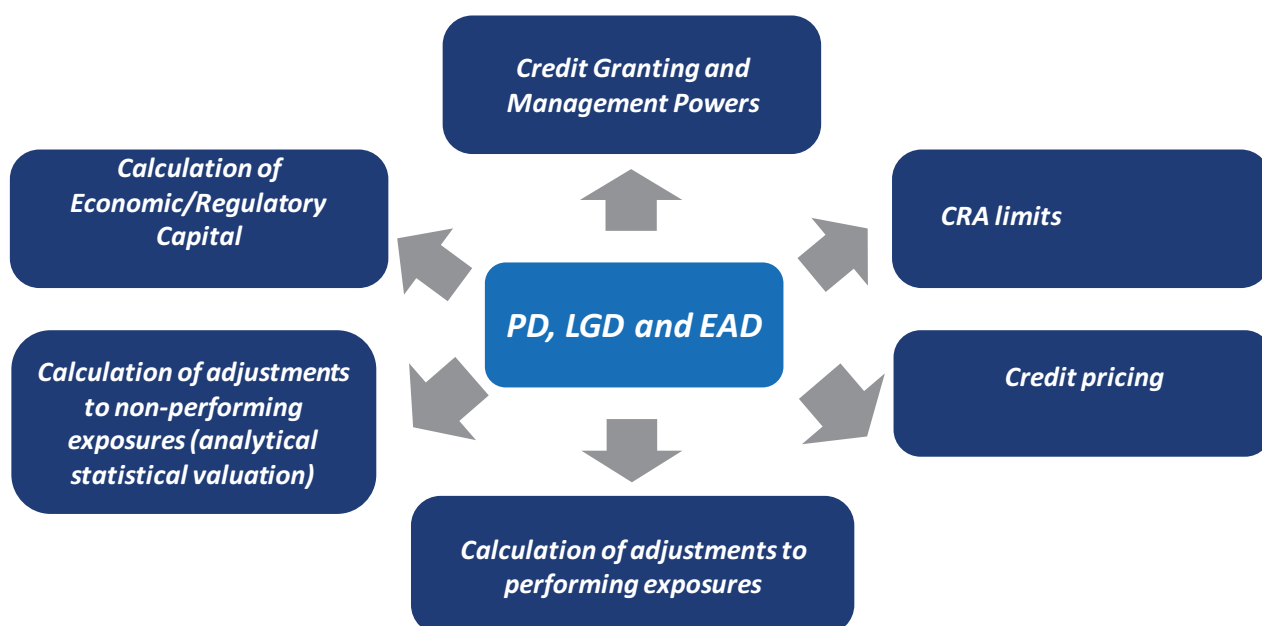 Credit Granting and
Management Powers
Calculation of
Economic/Regulatory
Capital
CRA limits
PD, LGD and EAD
Calculation of adjustments
to non-performing
exposures (analytical
statistical valuation)
Credit pricing
Calculation of adjustments to
performing exposures